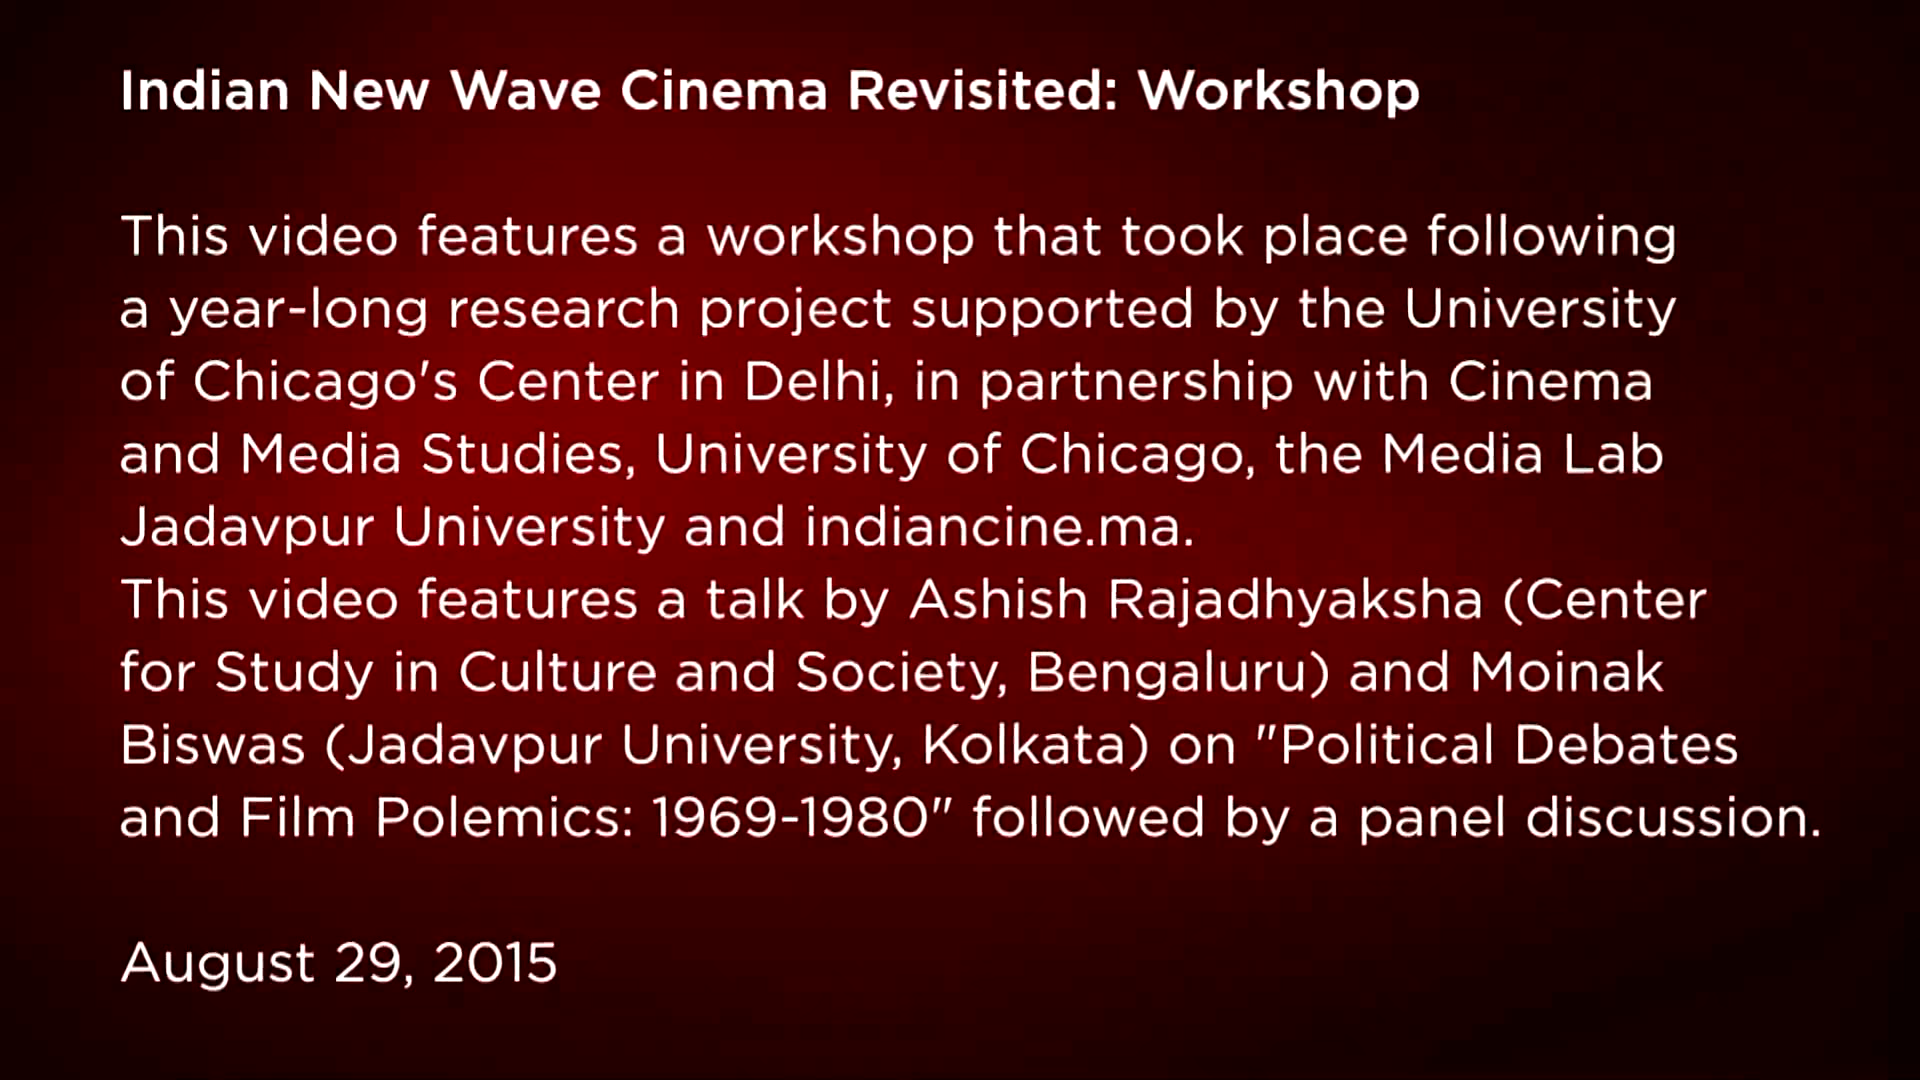 Indian New Wave Cinema Revisited: Workshop
This video features a workshop that took place following
a year-long research project supported by the University
of Chicago's Center in Delhi, in partnership with Cinema
and Media Studies, University of Chicago, the Media Lab
Jadavpur University and indiancine.ma.
This video features a talk by Ashish Rajadhyaksha (Center
for Study in Culture and Society, Bengaluru) and Moinak
Biswas (Jadavpur University, Kolkata) on "Political Debates
and Film Polemics: 1969-1980" followed by a panel discussion.
August 29, 2015